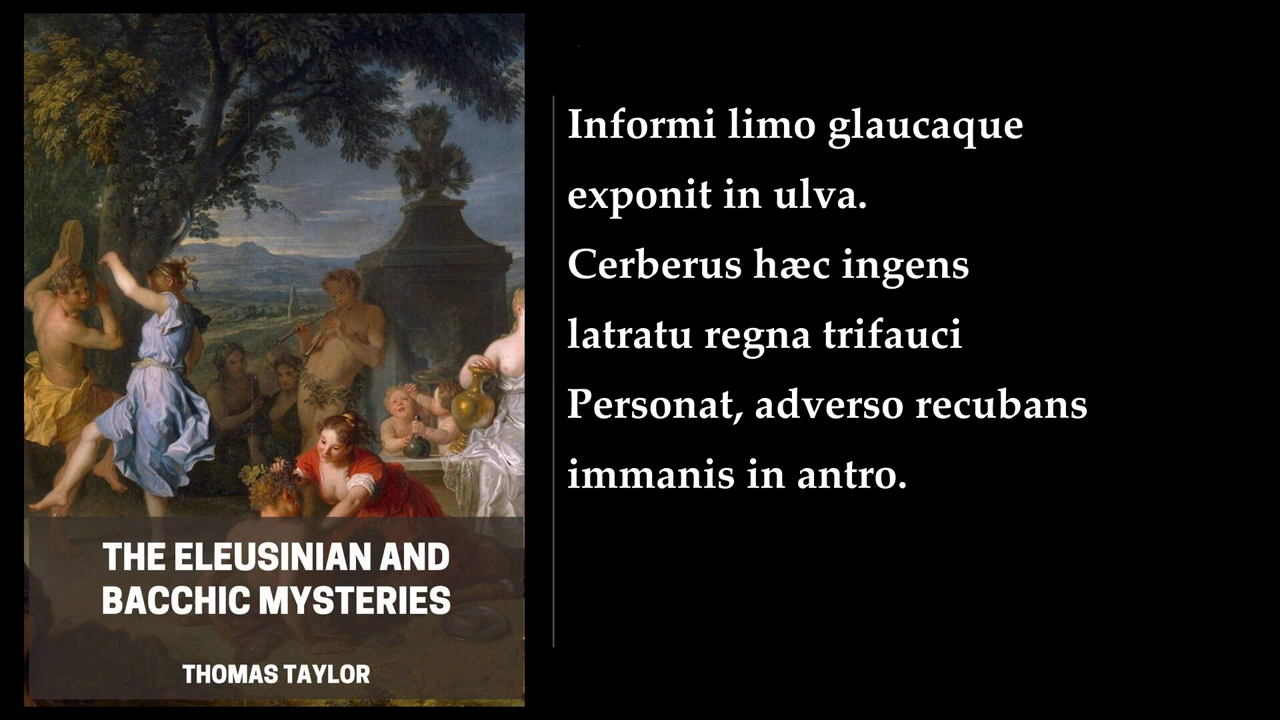 THE ELEUSINIAN AND
BACCHIC MYSTERIES
THOMAS TAYLOR
Informi limo glaucaque
exponit in ulva.
Cerberus hæc ingens
latratu regna trifauci
Personat, adverso recubans
immanis in antro.